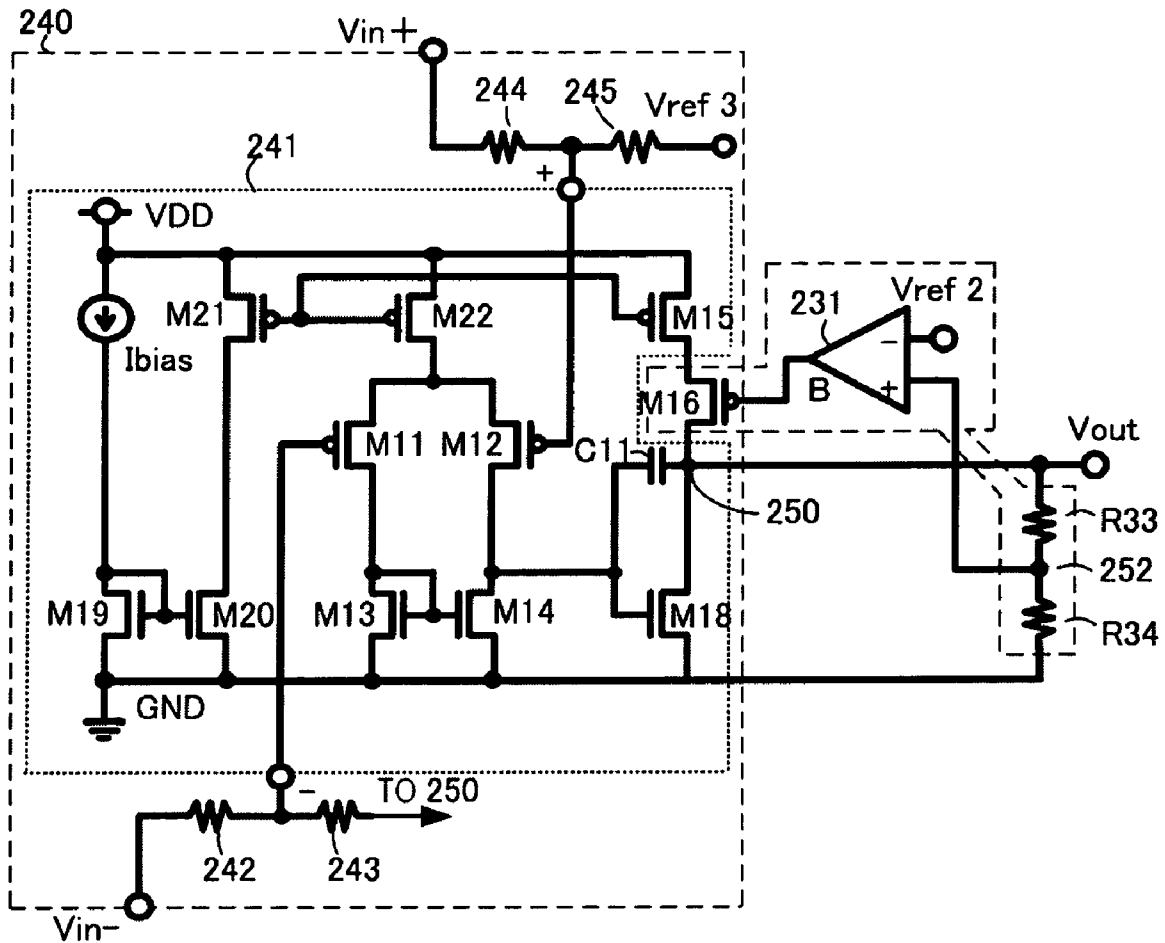 240
Vin+
244
245
Vref 3
241
+
VDD
M21
M22
M15
231
Vref 2
-
Ibias
B
+
M16
M11
M12
C11
Vout
250
R33
252
M19
M20
M13
M14
M18
R34
GND
-
TO 250
242
243
Vin-